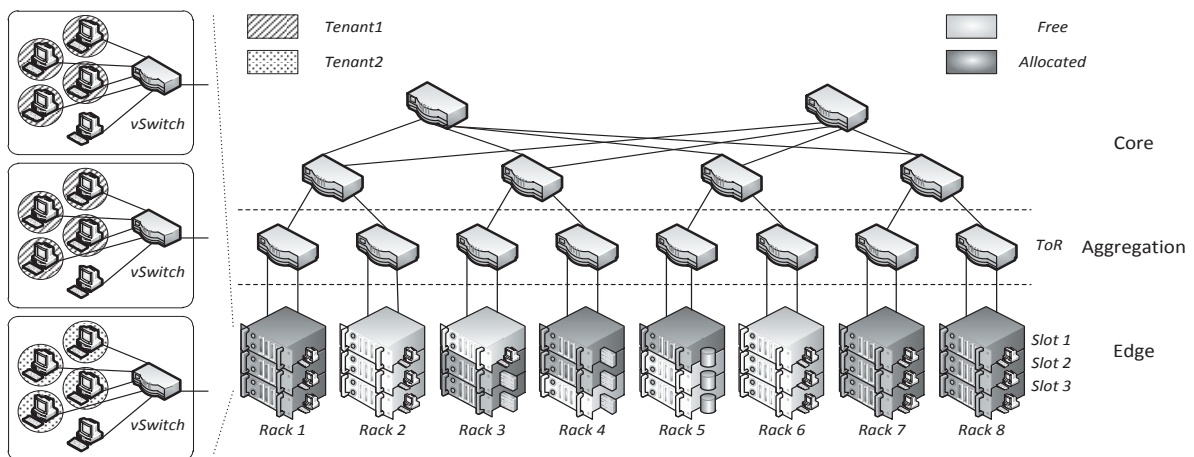 Tenant1
Tenant2
Free
Allocated
vSwitch
vSwitch
vSwitch
Core
ToR
Aggregation
Slot 1
Slot 2
Slot 3
Edge
Rack 1
Rack 2
Rack 3
Rack 4
Rack 5
Rack 6
Rack 7
Rack 8